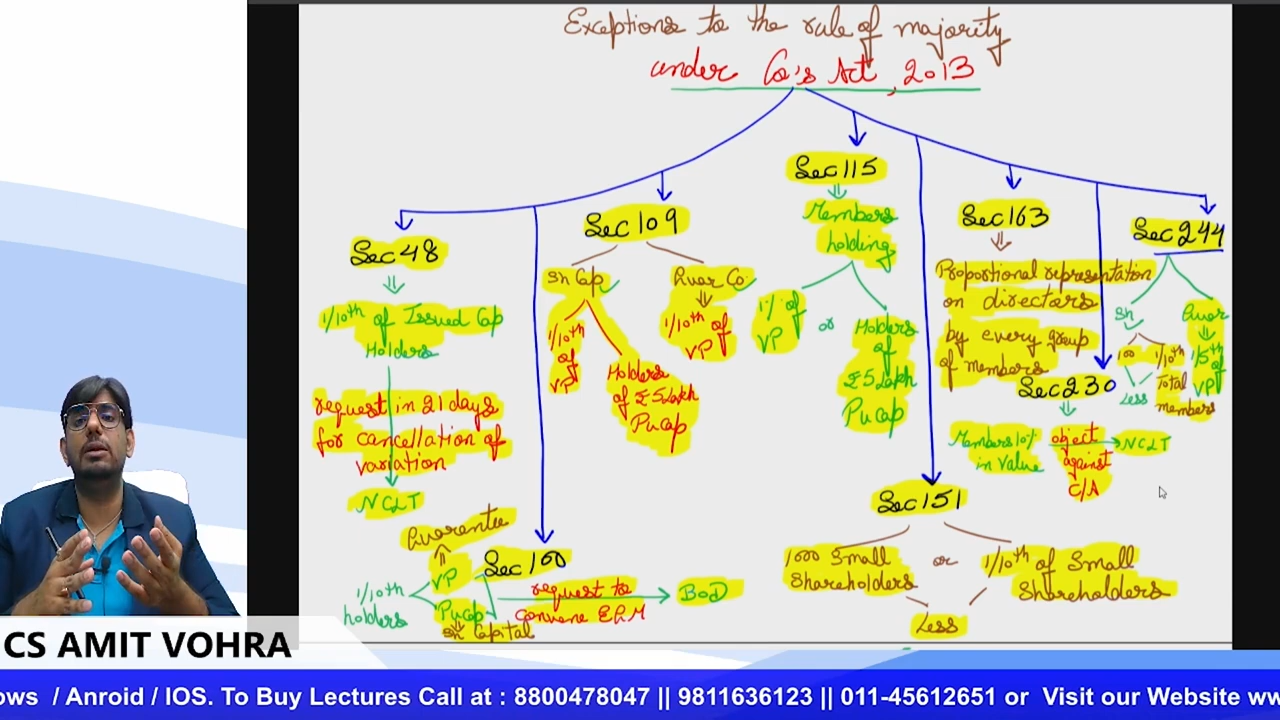 Exceptions to the rule of majority
under Co's Act, 2013
Sec 48
1/10th of Issued Cap
Holders
request in 21 days
for cancellation of
variation
NCLT
Sec 109
Sh Cap
1/10th
of
VP
Holders
of ₹ 5 Lakh
Pucap
Guar Co.
1/10th of
VP
Sec 115
Members
holding
1% of
VP
or
Holders
of
₹ 5 Lakh
Pu cap
Sec 163
Proportional representation
on directors
by every group
of members
Sec 244
Sh
100
1/10th
Total
members
Less
Guar
1/5th
of
VP
Sec 230
Members 10%
in Value
object
against
C/A
NCLT
Sec 100
1/10th
holders
VP
Guarantee
Pucap
Sh Capital
request to
Convene EGM
BOD
Sec 151
1000 Small
Shareholders
or
1/10th of Small
Shareholders
Less
CS AMIT VOHRA
ows / Anroid / IOS. To Buy Lectures Call at : 8800478047 || 9811636123 || 011-45612651 or Visit our Website ww